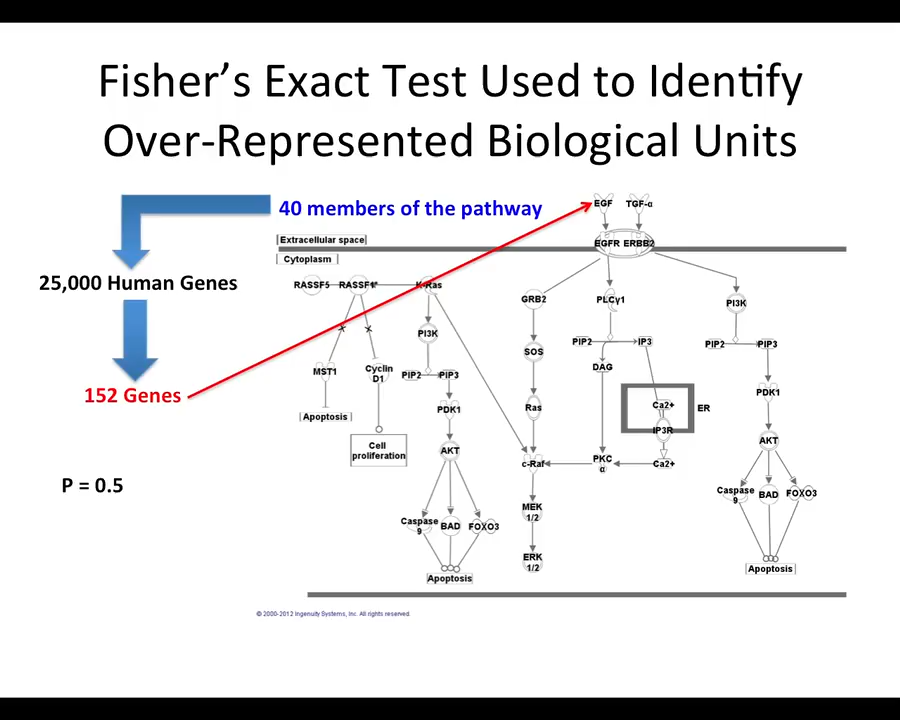 Fisher's Exact Test Used to Identify
Over-Represented Biological Units
40 members of the pathway
25,000 Human Genes
152 Genes
P = 0.5
EGF TGF-α
Extracellular space
EGFR ERBB2
Cytoplasm
RASSF5 RASSF1* K-Ras
GRB2 PLCγ1 PI3K
PI3K
PIP2 IP3 PIP2 PIP3
SOS
DAG
MST1 Cyclin D1 PIP2 PIP3
PDK1
Ca2+ ER
PDK1 Ras
Apoptosis
IP3R
Cell
proliferation
AKT
AKT
c-Raf PKC α Ca2+
Caspase 9 BAD FOXO3
MEK
1/2
Caspase 9 BAD FOXO3
ERK
1/2
Apoptosis
Apoptosis
© 2000-2012 Ingenuity Systems, Inc. All rights reserved.